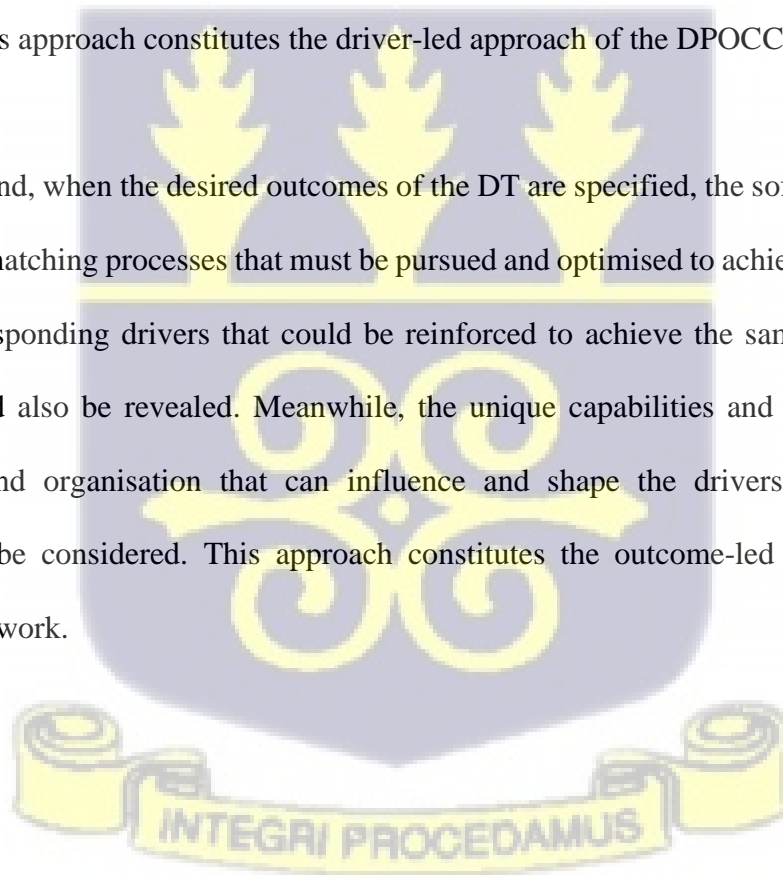 s approach constitutes the driver-led approach of the DPOCC
nd, when the desired outcomes of the DT are specified, the so
natching processes that must be pursued and optimised to achie
sponding drivers that could be reinforced to achieve the sa
d also be revealed. Meanwhile, the unique capabilities and
nd organisation that can influence and shape the drivers
be considered. This approach constitutes the outcome-led
work.
INTEGRI PROCEDAMUS